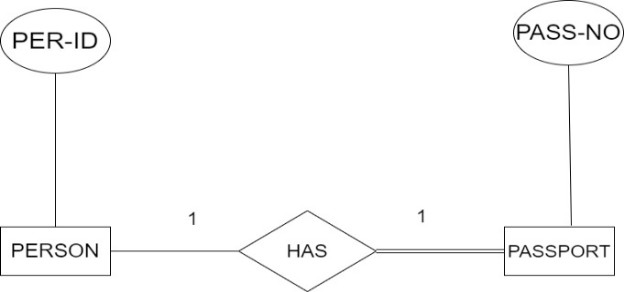 PER-ID
PASS-NO
1
1
PERSON
HAS
PASSPORT